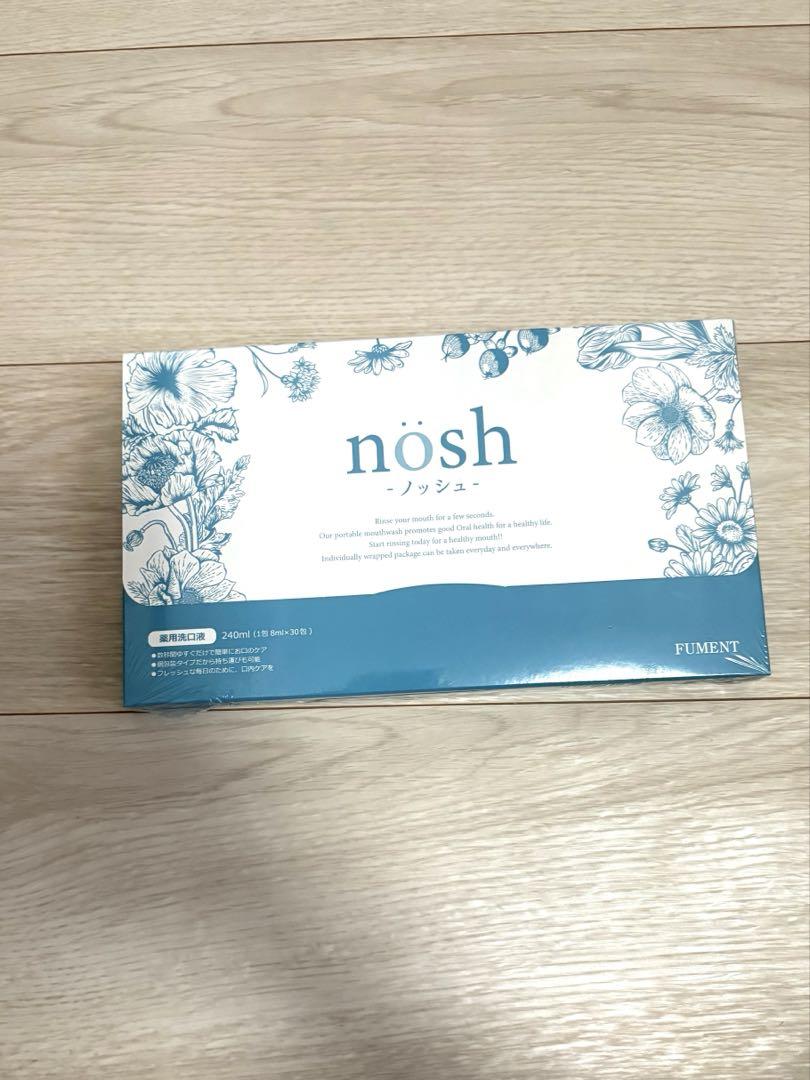 nösh
-ノッシュ-
Rinse your mouth for a few seconds.
Our portable mouthwash promotes good Oral health for a healthy life.
Start rinsing today for a healthy mouth!!
Individually wrapped package can be taken everyday and everywhere.
薬用洗口液 240ml (1包 8ml×30包)
●数秒間ゆすぐだけで簡単にお口のケア
●個包装タイプだから持ち運びも可能
●フレッシュな毎日のために、口内ケアを
FUMENT